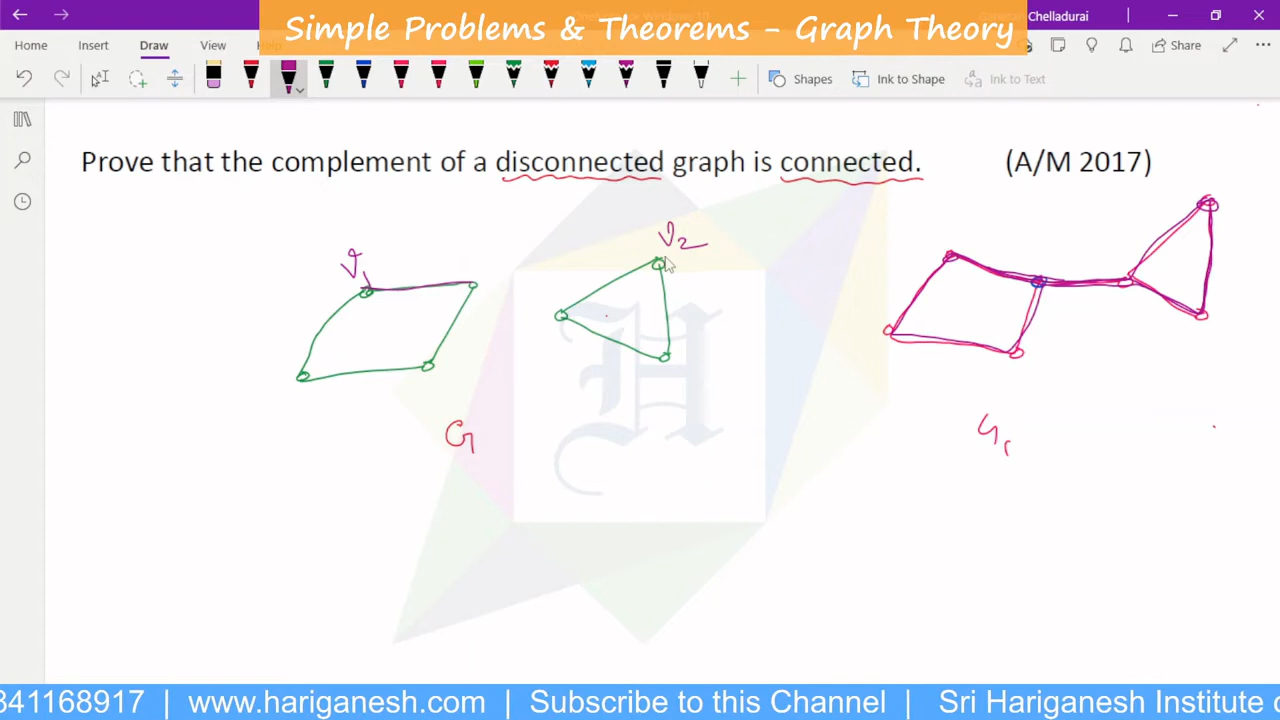 Simple Problems & Theorems - Graph Theory
Chelladurai
Home Insert Draw View
Shapes Ink to Shape Ink to Text
Share
Prove that the complement of a disconnected graph is connected. (A/M 2017)
V1
V2
G
G1
H
841168917 | www.hariganesh.com | Subscribe to this Channel | Sri Hariganesh Institute